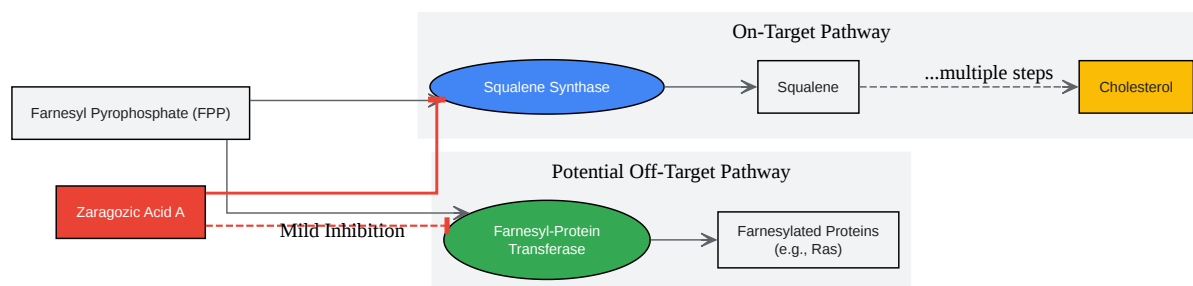 On-Target Pathway
Squalene Synthase
Squalene
...multiple steps
Cholesterol
Farnesyl Pyrophosphate (FPP)
Potential Off-Target Pathway
Zaragozic Acid A
Mild Inhibition
Farnesyl-Protein
Transferase
Farnesylated Proteins
(e.g., Ras)